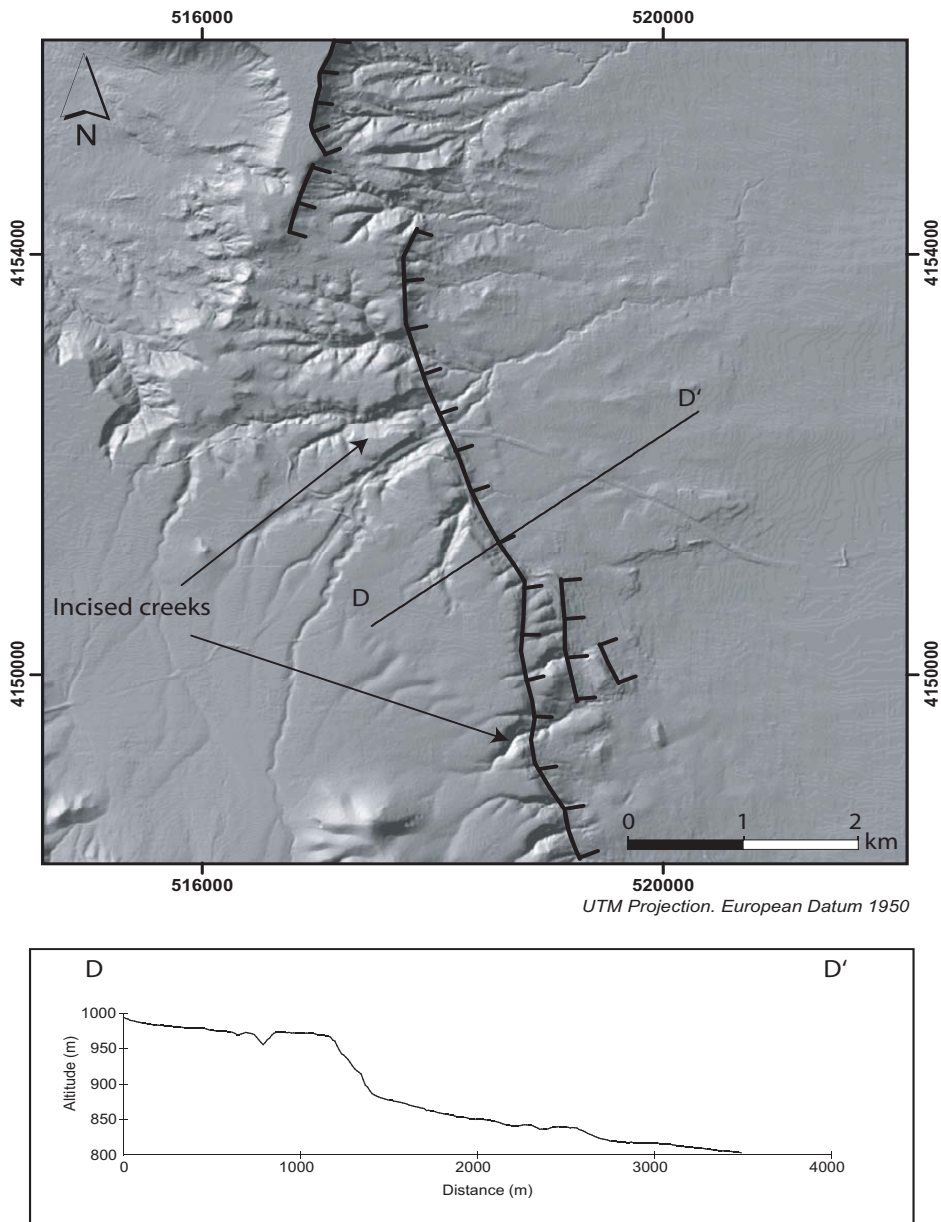 516000 520000
N
4154000 4154000
D'
Incised creeks
D
4150000 4150000
0 1 2
km
516000 520000
UTM Projection. European Datum 1950
D D'
1000
950
900
850
800
Altitude (m)
0 1000 2000 3000 4000
Distance (m)